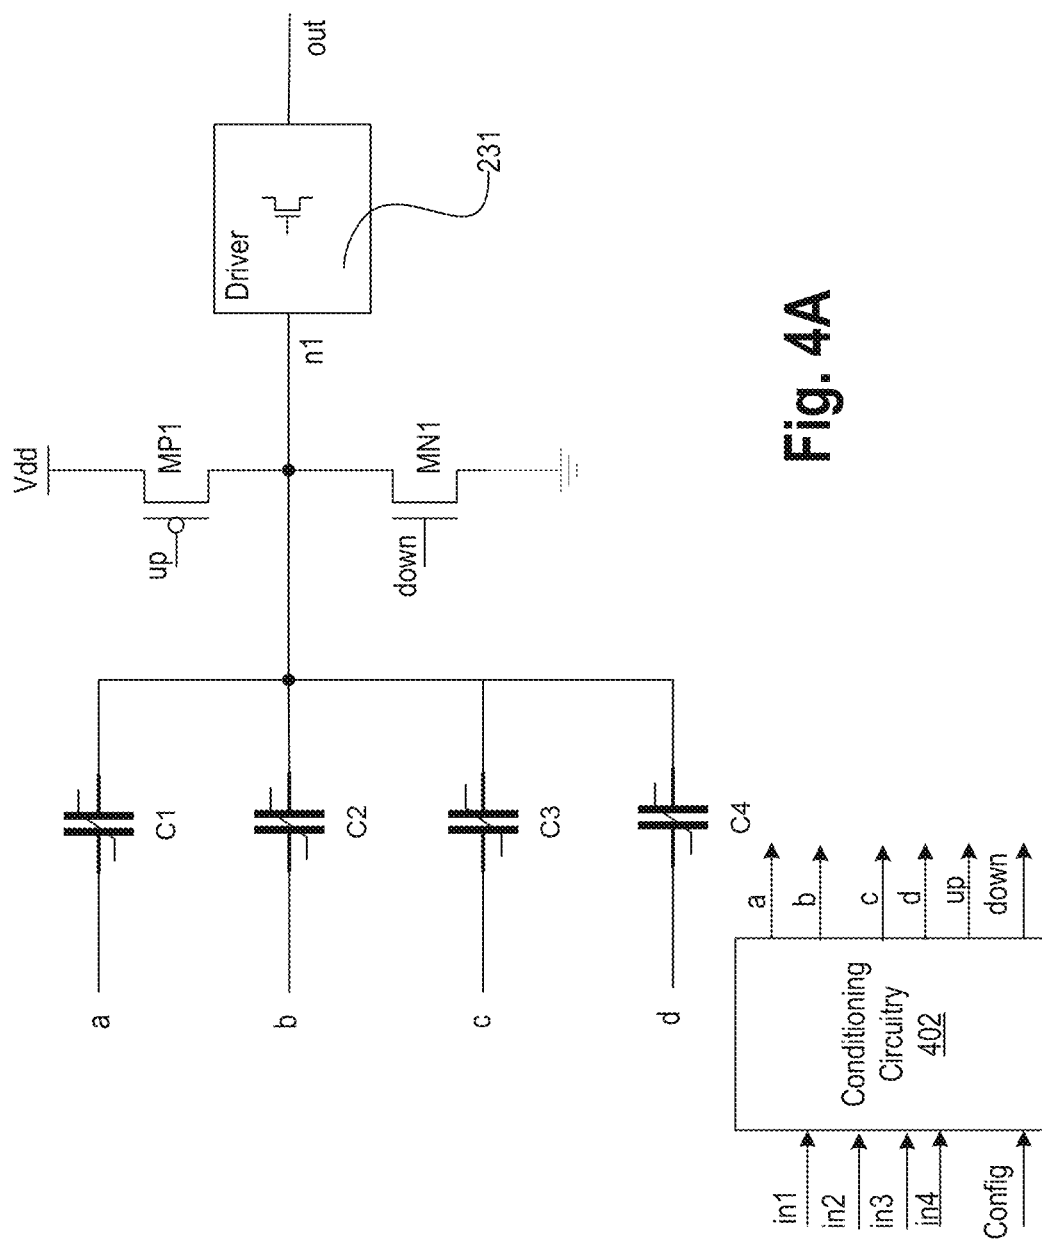 Vdd
up
MP1
a
C1
b
C2
c
C3
d
C4
down
MN1
n1
Driver
231
out
in1
in2
in3
in4
Config
Conditioning
Circuitry
402
a
b
c
d
up
down
Fig. 4A